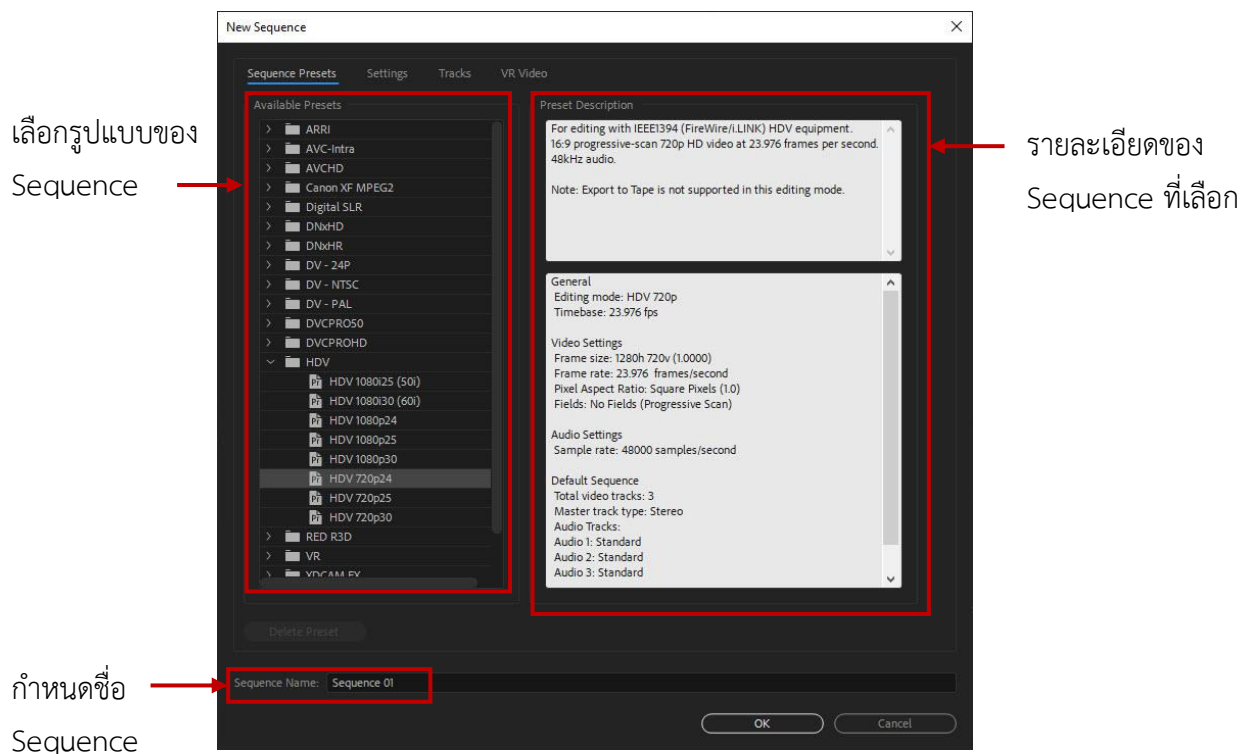 New Sequence
Sequence Presets Settings Tracks VR Video
เลือกรูปแบบของ
Sequence
Available Presets
ARRI
AVC-Intra
AVCHD
Canon XF MPEG2
Digital SLR
DNxHD
DNxHR
DV - 24P
DV - NTSC
DV - PAL
DVCPRO50
DVCPROHD
HDV
HDV 1080i25 (50i)
HDV 1080i30 (60i)
HDV 1080p24
HDV 1080p25
HDV 1080p30
HDV 720p24
HDV 720p25
HDV 720p30
RED R3D
VR
XDCAM EX
Preset Description
For editing with IEEE1394 (FireWire/i.LINK) HDV equipment.
16:9 progressive-scan 720p HD video at 23.976 frames per second.
48kHz audio.
Note: Export to Tape is not supported in this editing mode.
General
Editing mode: HDV 720p
Timebase: 23.976 fps
Video Settings
Frame size: 1280h 720v (1.0000)
Frame rate: 23.976 frames/second
Pixel Aspect Ratio: Square Pixels (1.0)
Fields: No Fields (Progressive Scan)
Audio Settings
Sample rate: 48000 samples/second
Default Sequence
Total video tracks: 3
Master track type: Stereo
Audio Tracks:
Audio 1: Standard
Audio 2: Standard
Audio 3: Standard
รายละเอียดของ
Sequence ที่เลือก
Delete Preset
กำหนดชื่อ
Sequence
Sequence Name: Sequence 01
OK Cancel